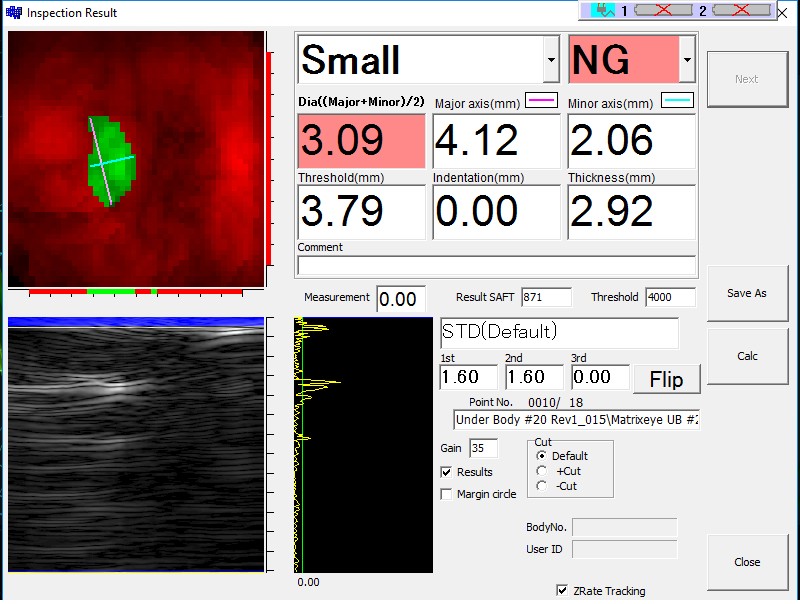 Inspection Result
1 2
Small NG
Next
Dia((Major+Minor)/2) Major axis(mm) Minor axis(mm)
3.09 4.12 2.06
Threshold(mm) Indentation(mm) Thickness(mm)
3.79 0.00 2.92
Comment
Measurement 0.00 Result SAFT 871 Threshold 4000
Save As
STD(Default)
Calc
1st 2nd 3rd
1.60 1.60 0.00 Flip
Point No. 0010/ 18
Under Body #20 Rev1_015\Matrixeye UB #2
Gain 35
Cut
Default
+Cut
-Cut
Results
Margin circle
BodyNo.
User ID
Close
0.00
ZRate Tracking